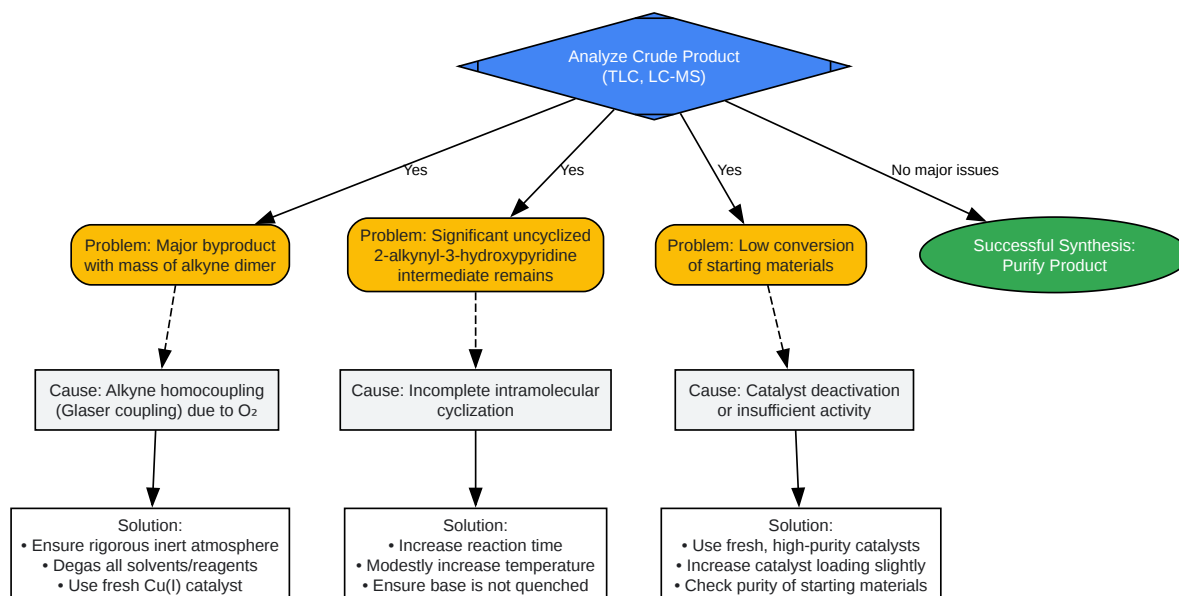 Analyze Crude Product
(TLC, LC-MS)
Yes
Yes
Yes
No major issues
Problem: Major byproduct
with mass of alkyne dimer
Problem: Significant uncyclized
2-alkynyl-3-hydroxypyridine
intermediate remains
Problem: Low conversion
of starting materials
Successful Synthesis:
Purify Product
Cause: Alkyne homocoupling
(Glaser coupling) due to O₂
Cause: Incomplete intramolecular
cyclization
Cause: Catalyst deactivation
or insufficient activity
Solution:
• Ensure rigorous inert atmosphere
• Degas all solvents/reagents
• Use fresh Cu(I) catalyst
Solution:
• Increase reaction time
• Modestly increase temperature
• Ensure base is not quenched
Solution:
• Use fresh, high-purity catalysts
• Increase catalyst loading slightly
• Check purity of starting materials